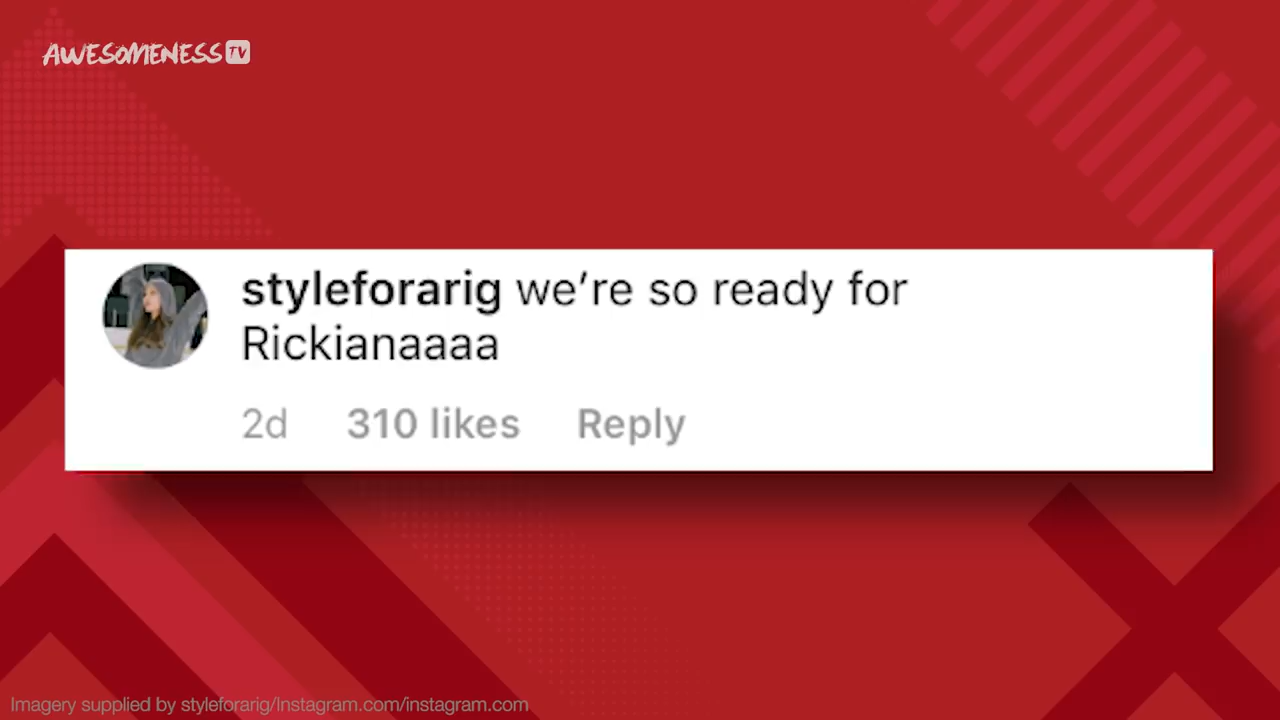 AWESOMENESS TV
styleforarig we're so ready for
Rickianaaaa
2d 310 likes Reply
Imagery supplied by styleforarig/Instagram.com/instagram.com